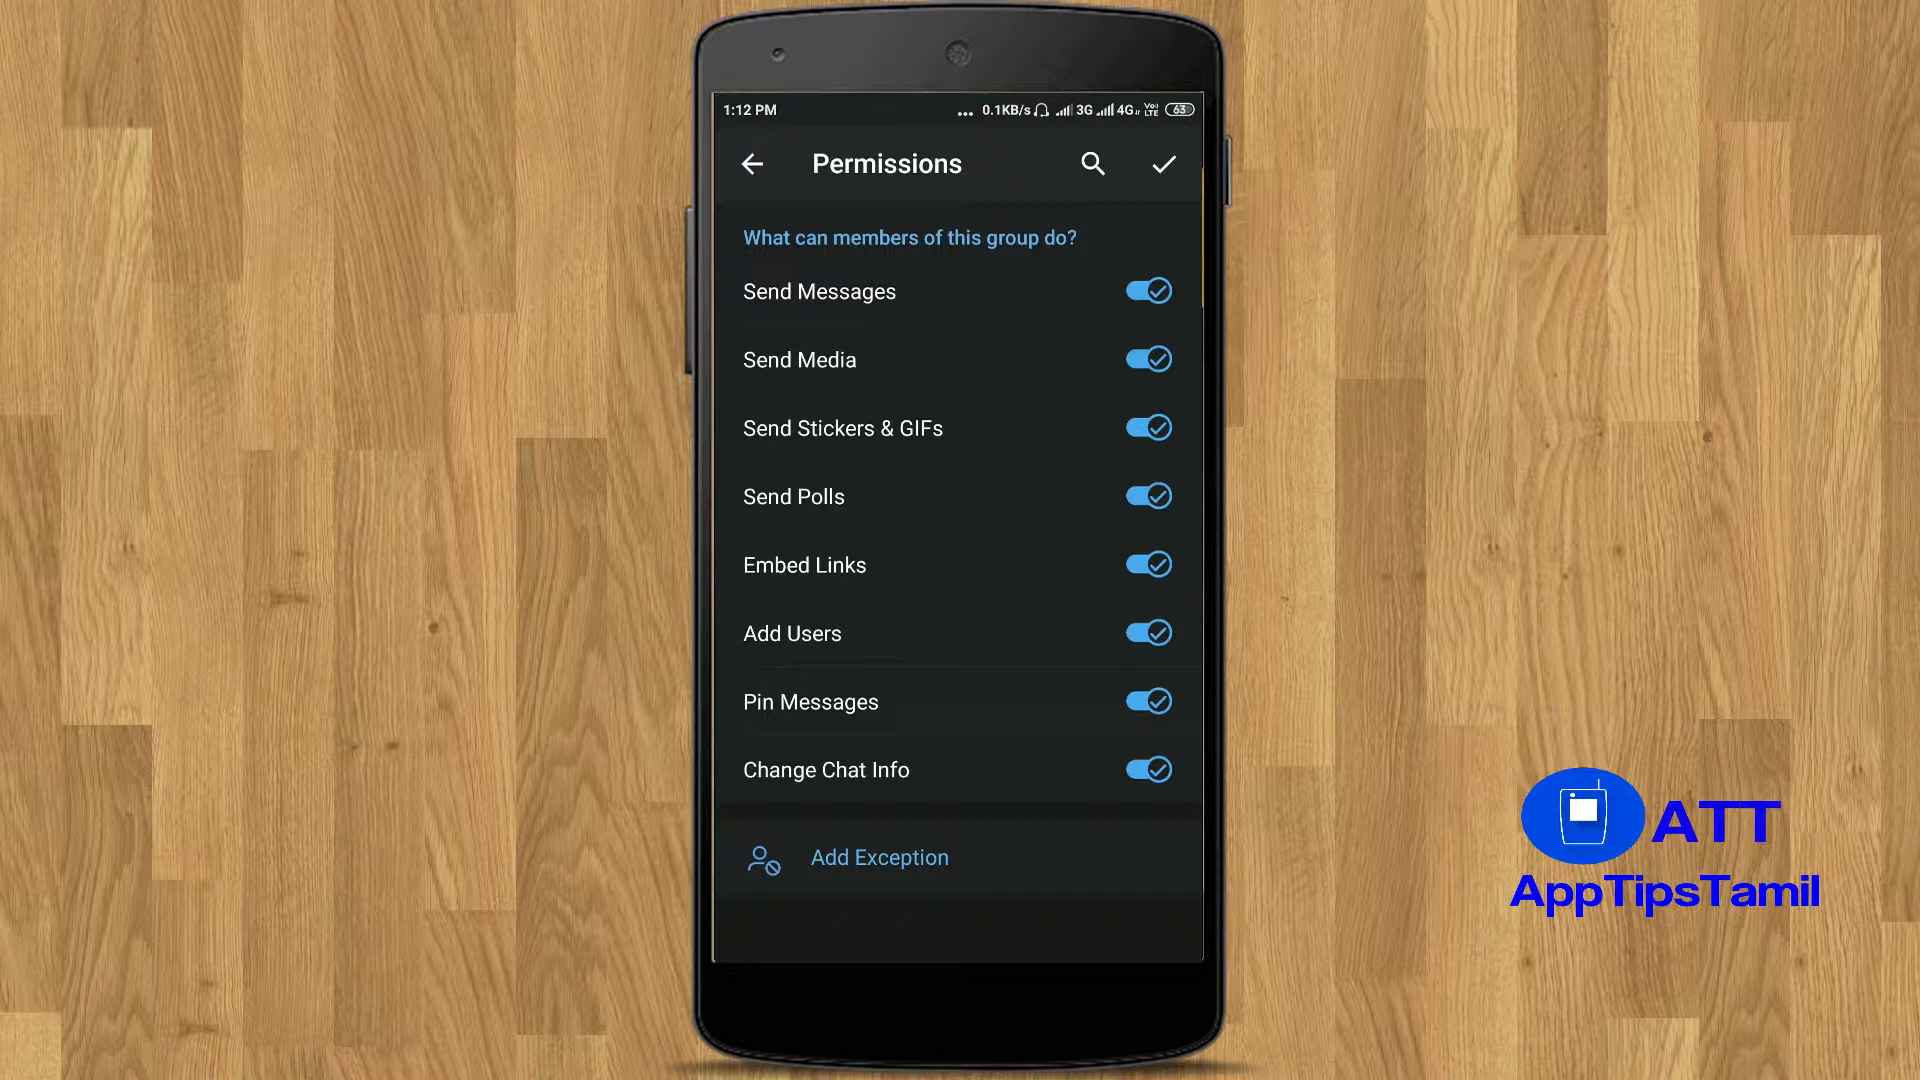 1:12 PM ... 0.1KB/s 3G 4G Vo LTE 63
Permissions
What can members of this group do?
Send Messages
Send Media
Send Stickers & GIFs
Send Polls
Embed Links
Add Users
Pin Messages
Change Chat Info
Add Exception
ATT
AppTipsTamil